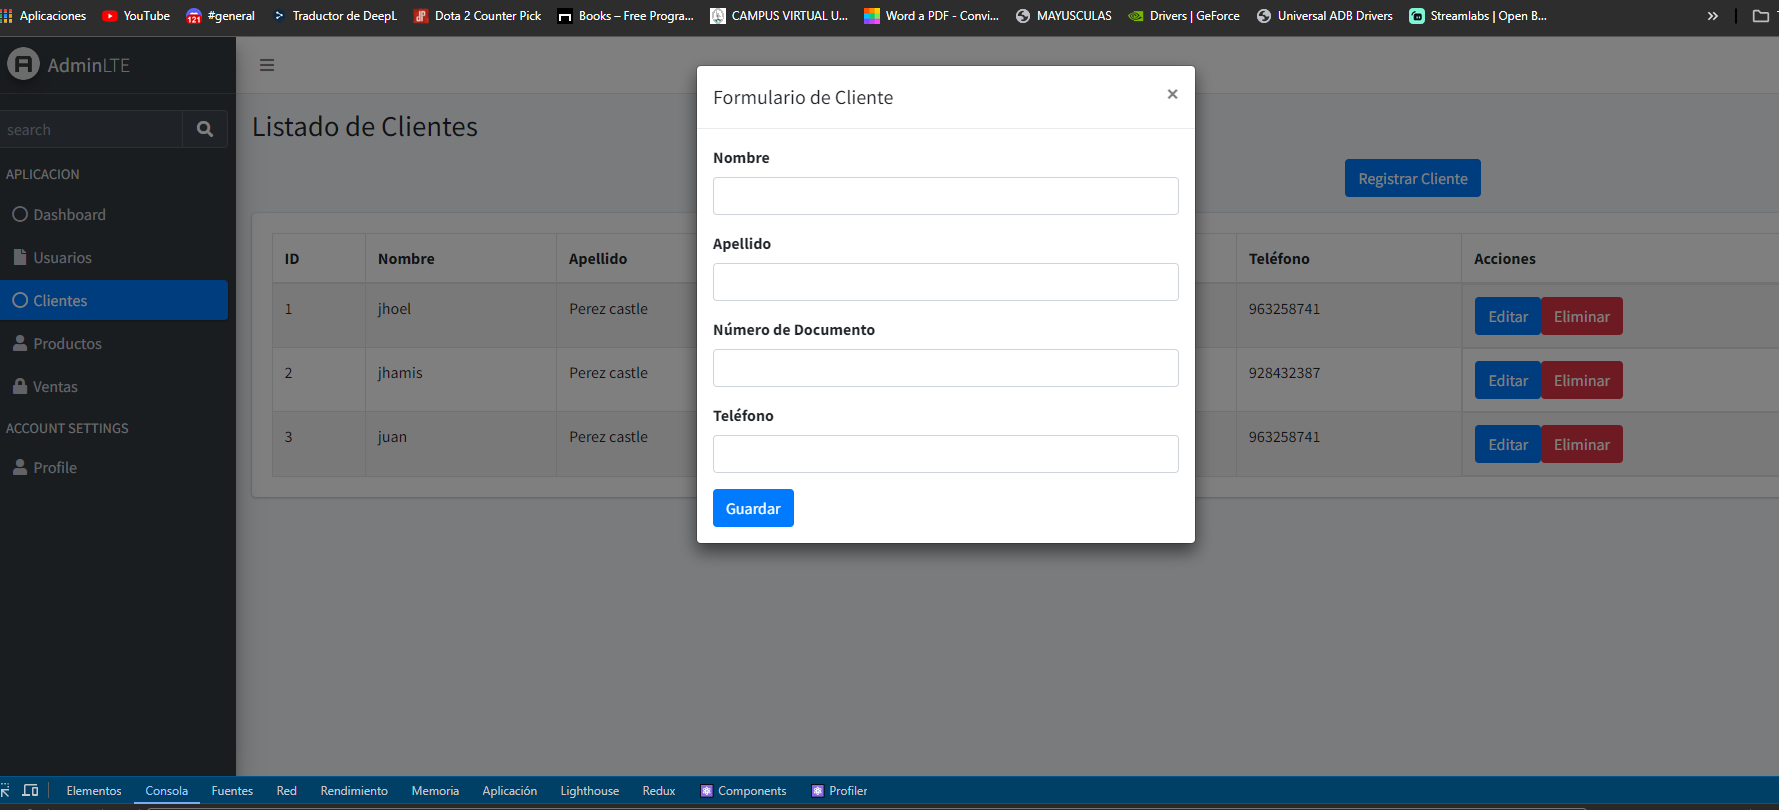 Aplicaciones YouTube #general Traductor de DeepL Dota 2 Counter Pick Books – Free Progra... CAMPUS VIRTUAL U... Word a PDF - Convi... MAYUSCULAS Drivers | GeForce Universal ADB Drivers Streamlabs | Open B... »
121
AdminLTE
search
APLICACION
Dashboard
Usuarios
Clientes
Productos
Ventas
ACCOUNT SETTINGS
Profile
Listado de Clientes
Registrar Cliente
ID Nombre Apellido Teléfono Acciones
1 jhoel Perez castle 963258741 Editar Eliminar
2 jhamis Perez castle 928432387 Editar Eliminar
3 juan Perez castle 963258741 Editar Eliminar
Formulario de Cliente ×
Nombre
Apellido
Número de Documento
Teléfono
Guardar
Elementos Consola Fuentes Red Rendimiento Memoria Aplicación Lighthouse Redux Components Profiler